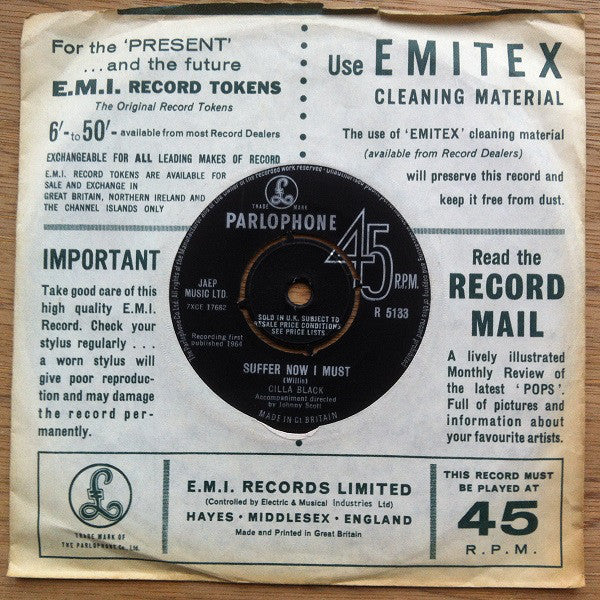 For the 'PRESENT'
...and the future
E.M.I. RECORD TOKENS
The Original Record Tokens
6/- to 50/- available from most Record Dealers
EXCHANGEABLE FOR ALL LEADING MAKES OF RECORD
E.M.I. RECORD TOKENS ARE AVAILABLE FOR
SALE AND EXCHANGE IN
GREAT BRITAIN, NORTHERN IRELAND AND
THE CHANNEL ISLANDS ONLY
Use EMITEX
CLEANING MATERIAL
The use of 'EMITEX' cleaning material
(available from Record Dealers)
will preserve this record and
keep it free from dust.
IMPORTANT
Take good care of this
high quality E.M.I.
Record. Check your
stylus regularly...
a worn stylus will
give poor reproduc-
tion and may damage
the record per-
manently.
£
TRADE MARK
PARLOPHONE
45
R.P.M.
JAEP
MUSIC LTD.
7XCE 17682
R 5133
SOLD IN U.K. SUBJECT TO
RESALE PRICE CONDITIONS
SEE PRICE LISTS
Recording first
published 1964
SUFFER NOW I MUST
(Willis)
CILLA BLACK
Accompaniment directed
by Johnny Scott
MADE IN GT BRITAIN
Read the
RECORD
MAIL
A lively illustrated
Monthly Review of
the latest 'POPS'.
Full of pictures and
information about
your favourite artists.
£
TRADE MARK OF
THE PARLOPHONE Co. Ltd.
E.M.I. RECORDS LIMITED
(Controlled by Electric & Musical Industries Ltd)
HAYES • MIDDLESEX • ENGLAND
Made and Printed in Great Britain
THIS RECORD MUST
BE PLAYED AT
45
R.P.M.